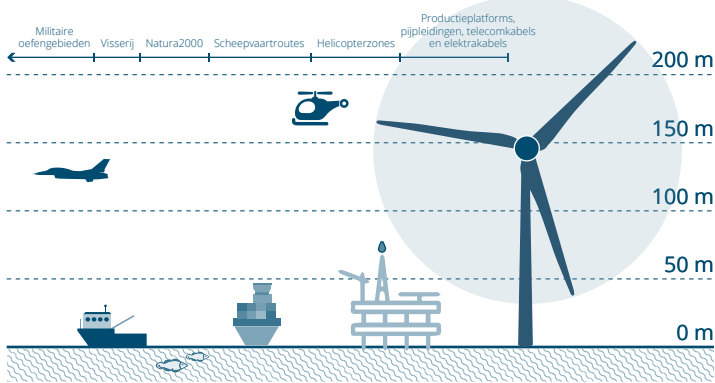 Militaire
oefengebieden
Visserij
Natura2000
Scheepvaartroutes
Helicopterzones
Productieplatforms,
pijpleidingen, telecomkabels
en elektrakabels
200 m
150 m
100 m
50 m
0 m